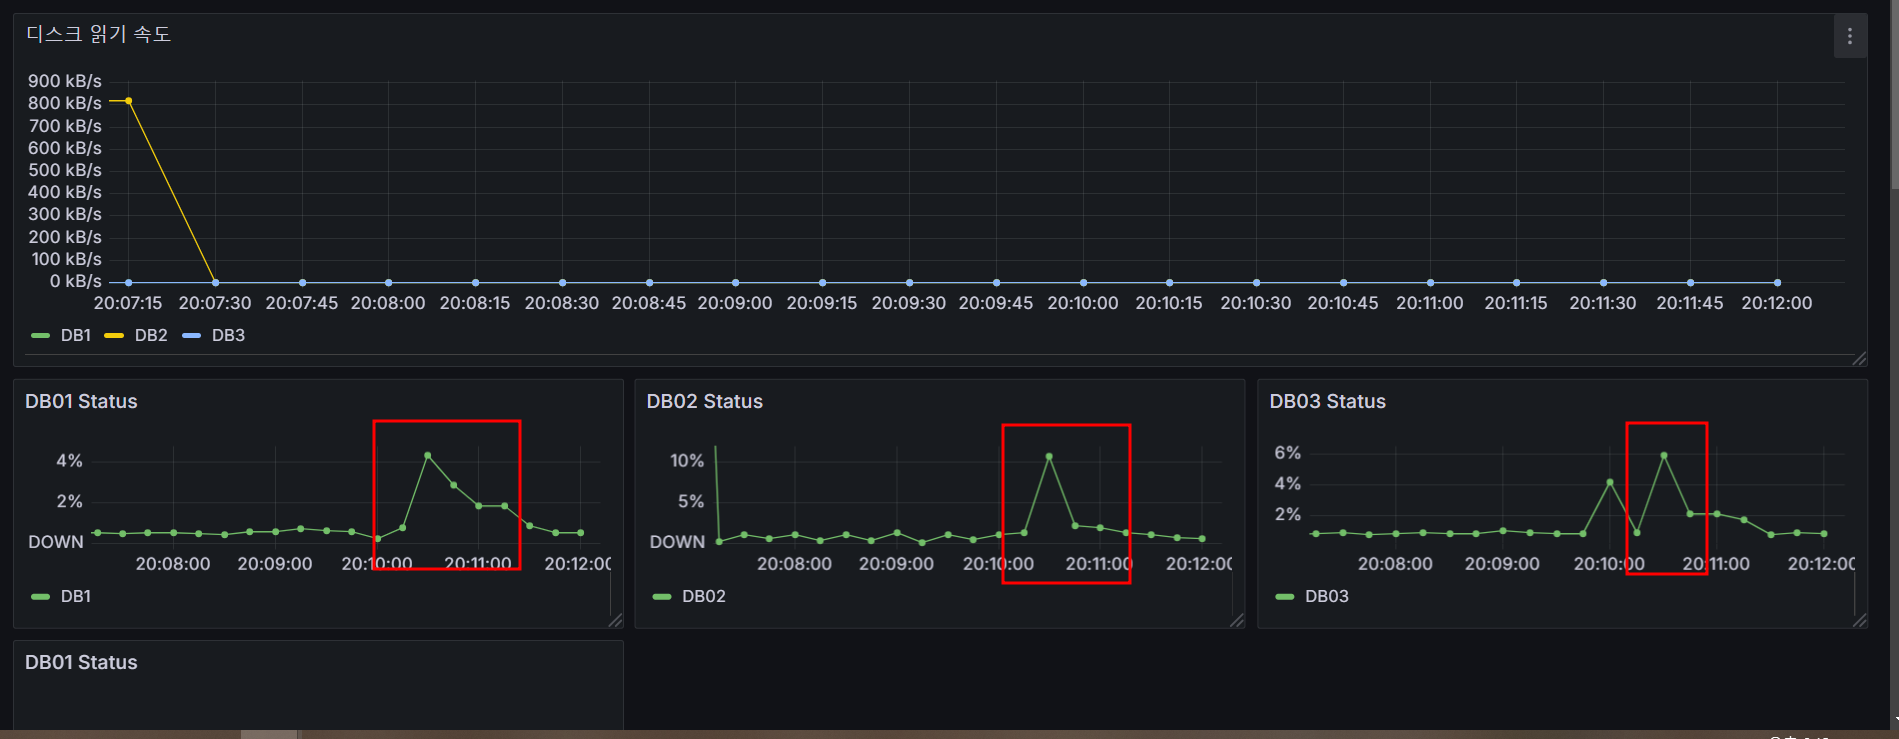 디스크 읽기 속도
900 kB/s
800 kB/s
700 kB/s
600 kB/s
500 kB/s
400 kB/s
300 kB/s
200 kB/s
100 kB/s
0 kB/s
20:07:15 20:07:30 20:07:45 20:08:00 20:08:15 20:08:30 20:08:45 20:09:00 20:09:15 20:09:30 20:09:45 20:10:00 20:10:15 20:10:30 20:10:45 20:11:00 20:11:15 20:11:30 20:11:45 20:12:00
DB1 DB2 DB3
DB01 Status
4%
2%
DOWN
20:08:00 20:09:00 20:10:00 20:11:00 20:12:00
DB1
DB02 Status
10%
5%
DOWN
20:08:00 20:09:00 20:10:00 20:11:00 20:12:00
DB02
DB03 Status
6%
4%
2%
20:08:00 20:09:00 20:10:00 20:11:00 20:12:00
DB03
DB01 Status